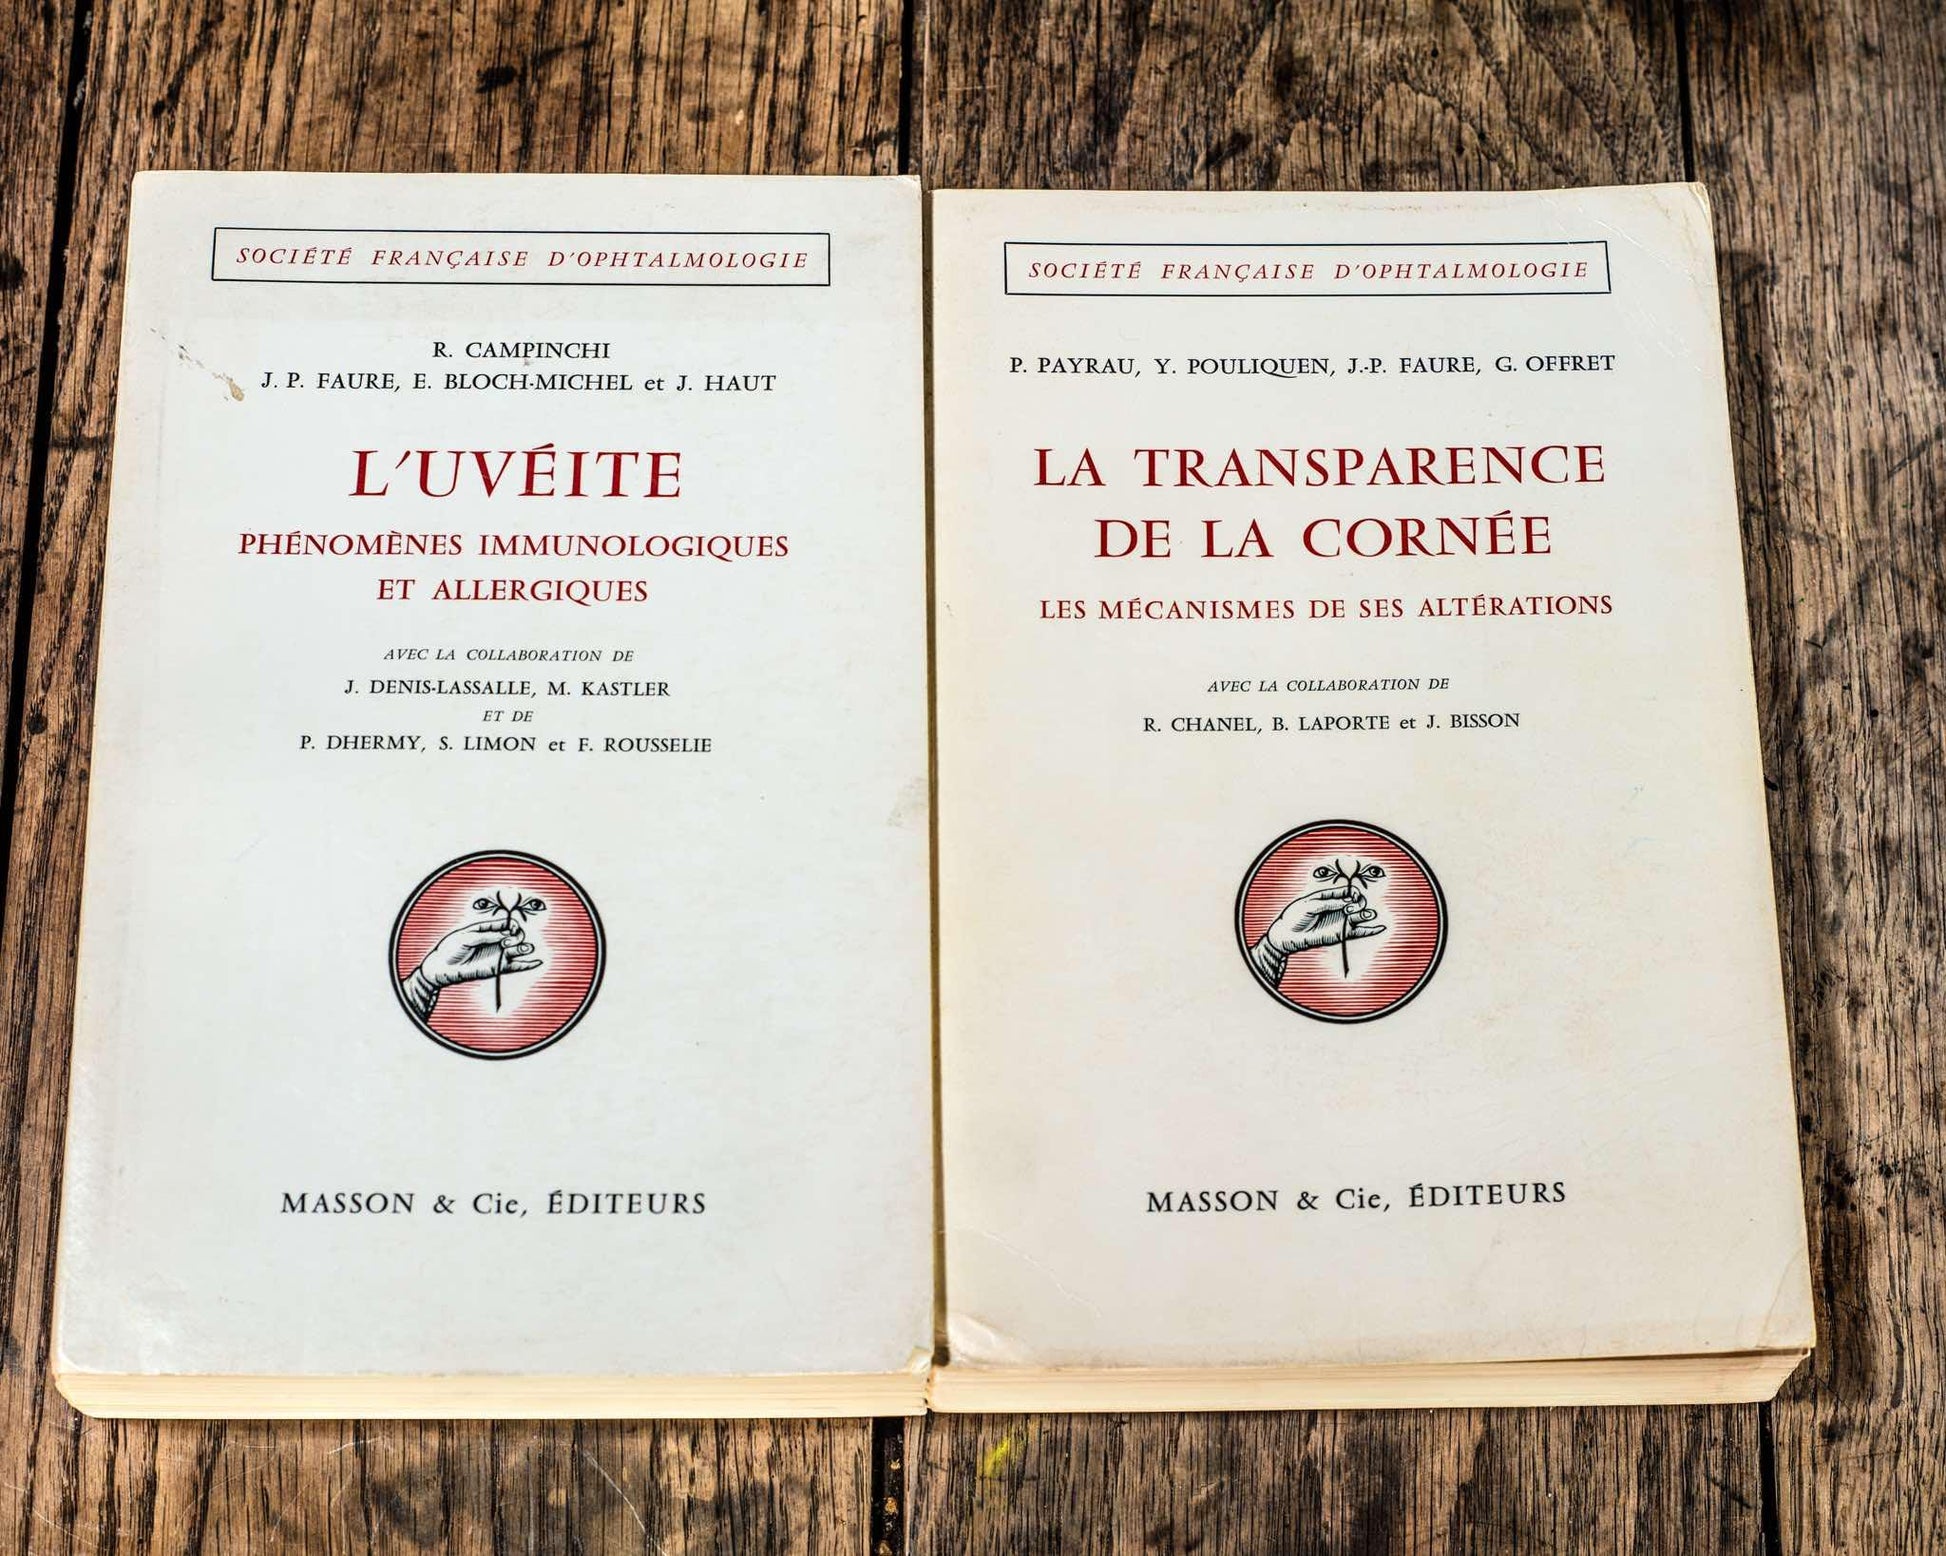 SOCIÉTÉ FRANÇAISE D'OPHTALMOLOGIE
R. CAMPINCHI
J. P. FAURE, E. BLOCH-MICHEL et J. HAUT
L'UVÉITE
PHÉNOMÈNES IMMUNOLOGIQUES
ET ALLERGIQUES
AVEC LA COLLABORATION DE
J. DENIS-LASSALLE, M. KASTLER
ET DE
P. DHERMY, S. LIMON et F. ROUSSELIE
MASSON & Cie, ÉDITEURS
SOCIÉTÉ FRANÇAISE D'OPHTALMOLOGIE
P. PAYRAU, Y. POULIQUEN, J.-P. FAURE, G. OFFRET
LA TRANSPARENCE
DE LA CORNÉE
LES MÉCANISMES DE SES ALTÉRATIONS
AVEC LA COLLABORATION DE
R. CHANEL, B. LAPORTE et J. BISSON
MASSON & Cie, ÉDITEURS